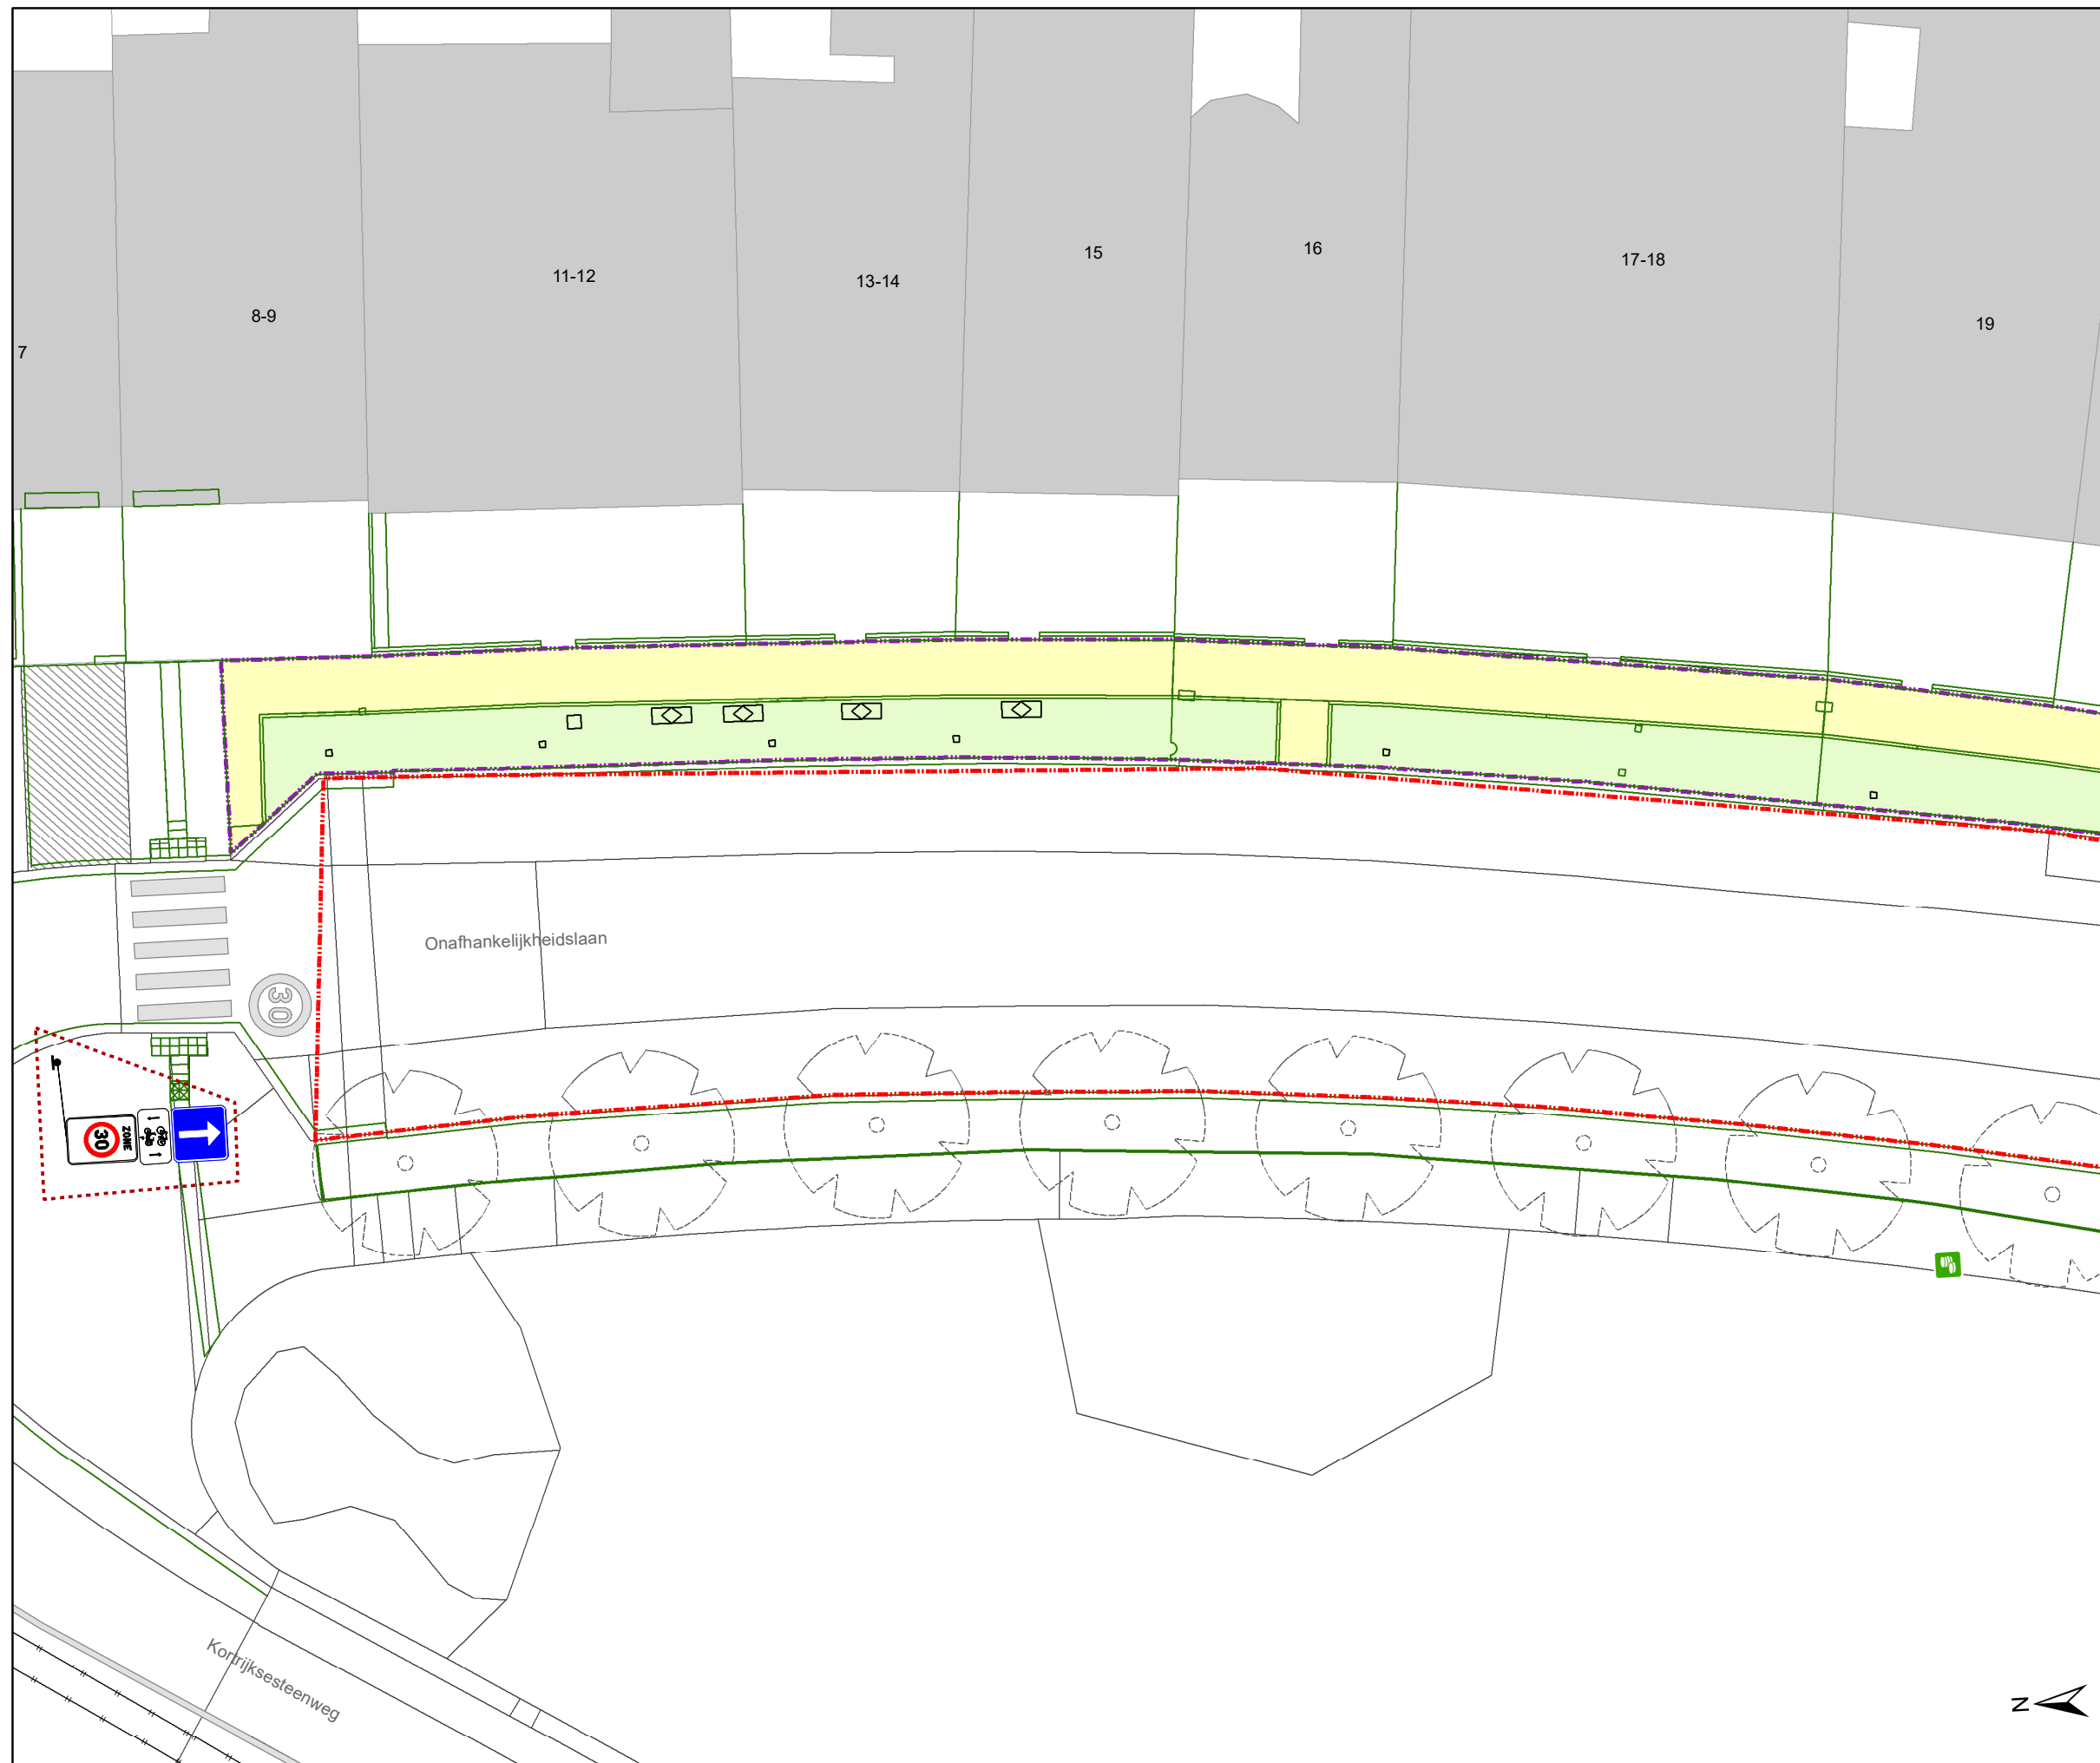 7
8-9
11-12
13-14
15
16
17-18
19
Onafhankelijkheidslaan
30
30
ZONE
Kortrijksesteenweg
N